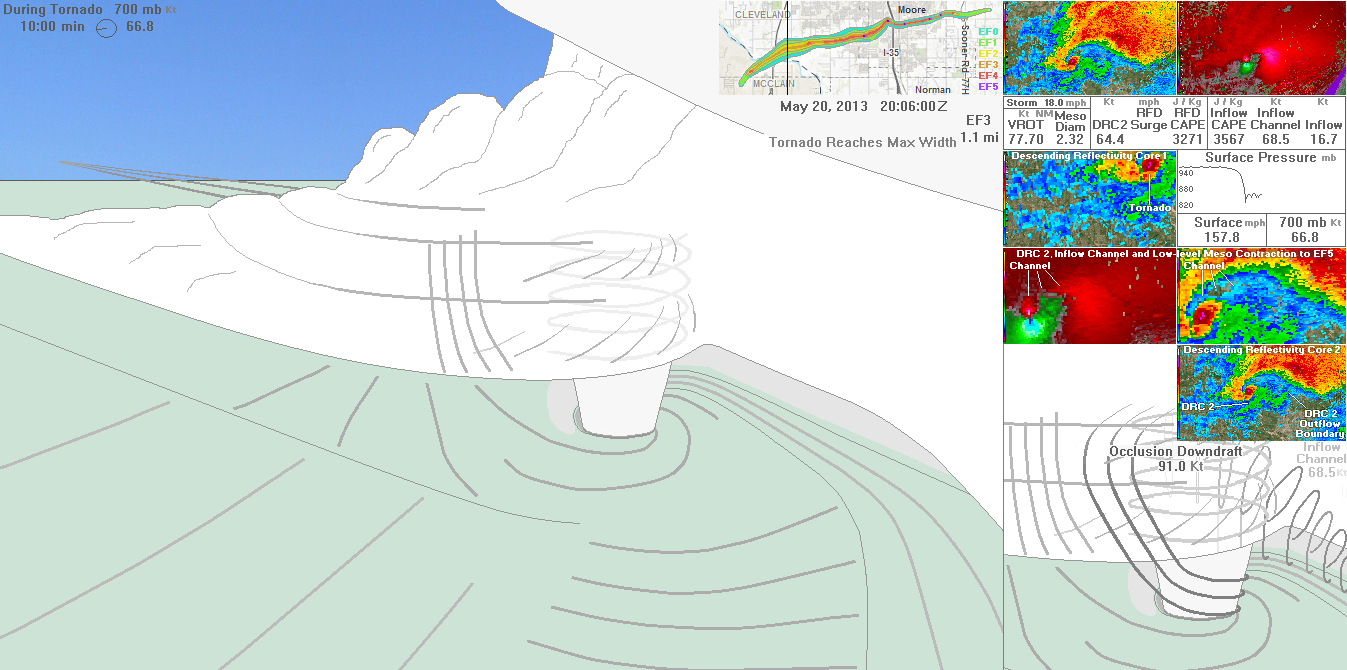 During Tornado 700 mb Kt
10:00 min 66.8
CLEVELAND
Moore
I-35
Sooner Rd
77H
MCCLAIN
Norman
EF0
EF1
EF2
EF3
EF4
EF5
May 20, 2013 20:06:00Z
EF3
Tornado Reaches Max Width 1.1 mi
Storm 18.0 mph
Kt NM
VROT Meso Diam
77.70 2.32
Kt mph J / Kg
DRC2 RFD Surge RFD CAPE
64.4 3271
J / Kg Kt Kt
Inflow CAPE Inflow Channel Inflow
3567 68.5 16.7
Descending Reflectivity Core 1
Tornado
Surface Pressure mb
940
880
820
Surface mph
157.8
700 mb Kt
66.8
DRC 2, Inflow Channel and Low-level Meso Contraction to EF5
Channel
Channel
Descending Reflectivity Core 2
DRC 2
DRC 2
Outflow
Boundary
Occlusion Downdraft
91.0 Kt
Inflow
Channel
68.5Kt